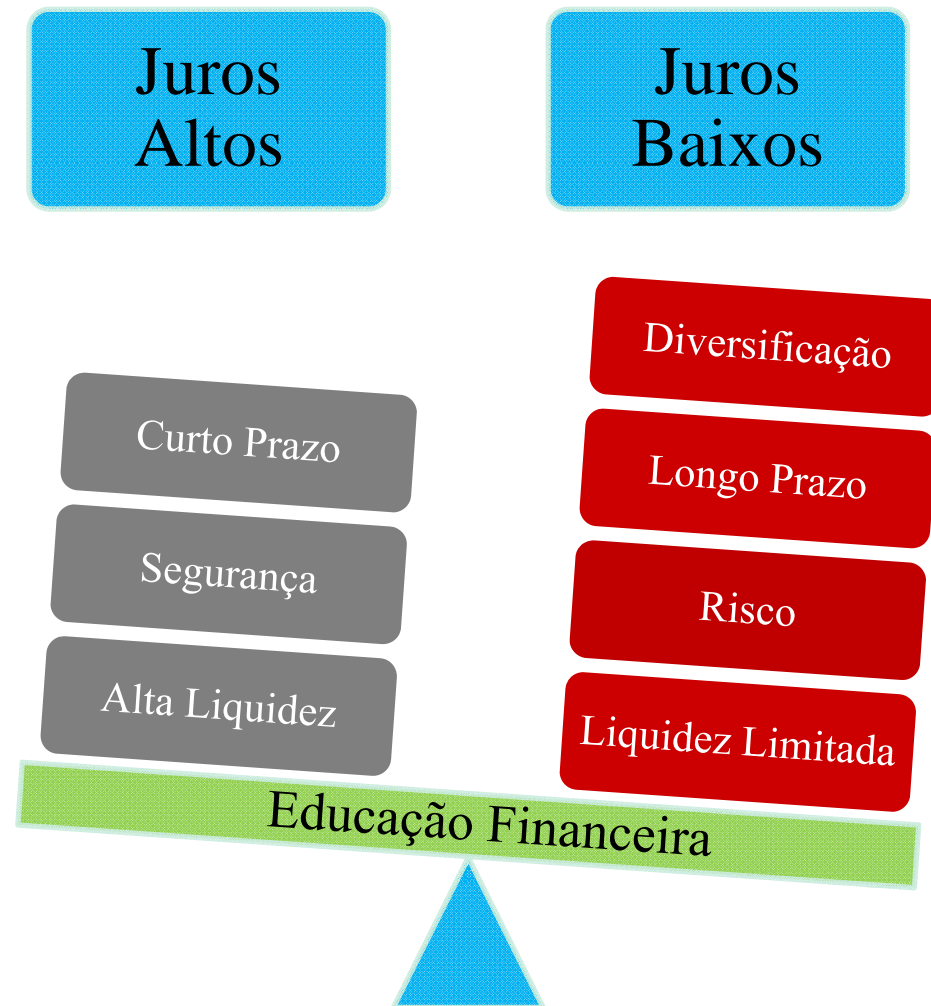 Juros
Altos
Juros
Baixos
Diversificação
Longo Prazo
Risco
Liquidez Limitada
Curto Prazo
Segurança
Alta Liquidez
Educação Financeira